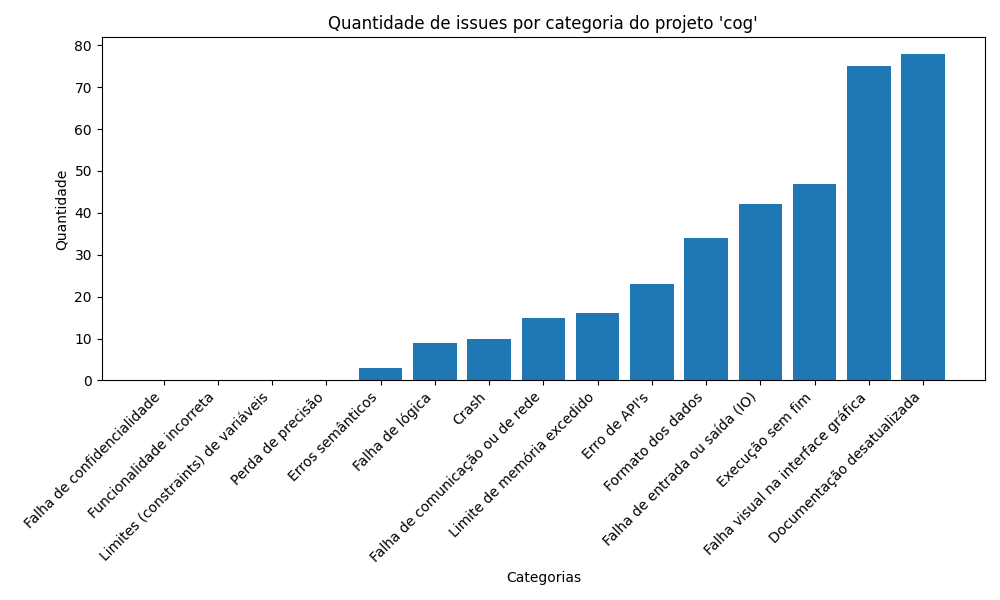 Quantidade de issues por categoria do projeto 'cog'
Quantidade
80
70
60
50
40
30
20
10
0
Falha de confidencialidade
Funcionalidade incorreta
Limites (constraints) de variáveis
Perda de precisão
Erros semânticos
Falha de lógica
Crash
Falha de comunicação ou de rede
Limite de memória excedido
Erro de API's
Formato dos dados
Falha de entrada ou saída (IO)
Execução sem fim
Falha visual na interface gráfica
Documentação desatualizada
Categorias